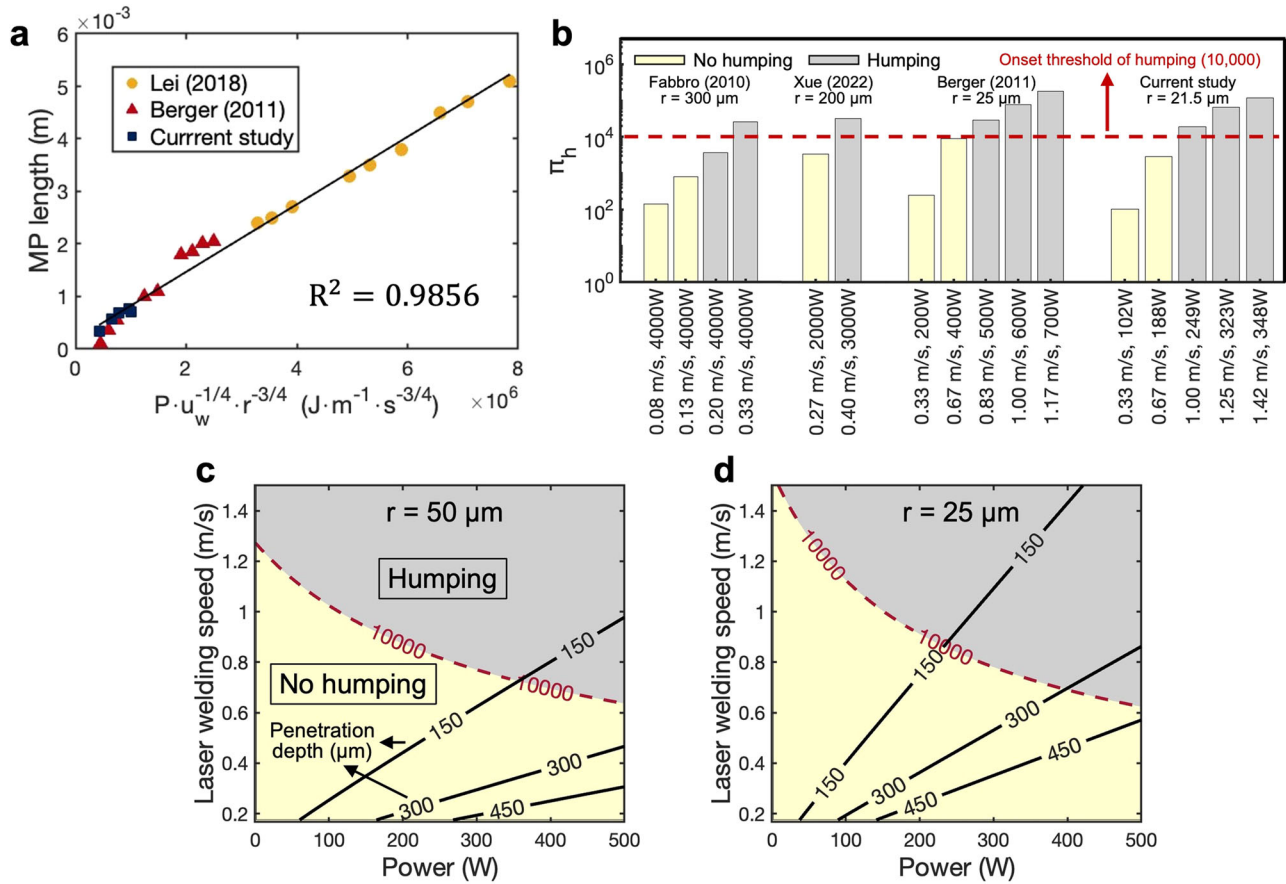 a
×10⁻³
6
5
4
3
2
1
0
MP length (m)
Lei (2018)
Berger (2011)
Currrent study
R² = 0.9856
0
2
4
6
8
×10⁶
P·u_w^-1/4·r^-3/4 (J·m⁻¹·s^-3/4)
b
No humping
Humping
Onset threshold of humping (10,000)
Fabbro (2010)
r = 300 µm
Xue (2022)
r = 200 µm
Berger (2011)
r = 25 µm
Current study
r = 21.5 µm
π_h
10⁶
10⁴
10²
10⁰
0.08 m/s, 4000W
0.13 m/s, 4000W
0.20 m/s, 4000W
0.33 m/s, 4000W
0.27 m/s, 2000W
0.40 m/s, 3000W
0.33 m/s, 200W
0.67 m/s, 400W
0.83 m/s, 500W
1.00 m/s, 600W
1.17 m/s, 700W
0.33 m/s, 102W
0.67 m/s, 188W
1.00 m/s, 249W
1.25 m/s, 323W
1.42 m/s, 348W
c
r = 50 µm
Humping
No humping
Penetration
depth (µm)
10000
10000
150
150
300
300
450
Laser welding speed (m/s)
1.4
1.2
1
0.8
0.6
0.4
0.2
0
100
200
300
400
500
Power (W)
d
r = 25 µm
10000
10000
150
150
150
300
300
450
450
Laser welding speed (m/s)
1.4
1.2
1
0.8
0.6
0.4
0.2
0
100
200
300
400
500
Power (W)